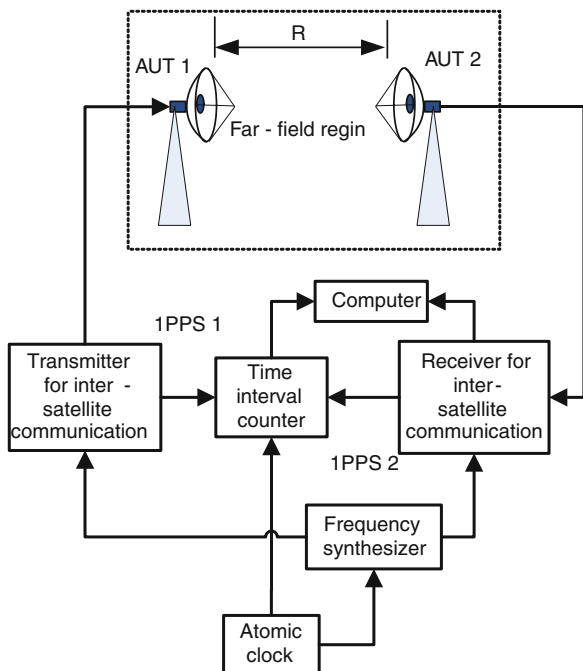 R
AUT 1
AUT 2
Far - field regin
Computer
1PPS 1
Transmitter
for inter -
satellite
communication
Time
interval
counter
Receiver for
inter-
satellite
communication
1PPS 2
Frequency
synthesizer
Atomic
clock